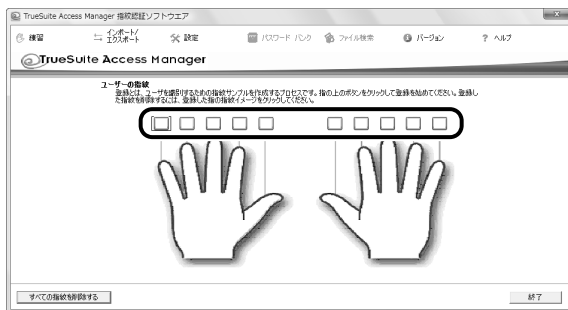 TrueSuite Access Manager 指紋認証ソフトウエア
練習
インポート/
エクスポート
設定
パスワード バンク
ファイル検索
バージョン
? ヘルプ
TrueSuite Access Manager
ユーザーの指紋
登録とは、ユーザを識別するための指紋サンプルを作成するプロセスです。指の上のボタンをクリックして登録を始めてください。登録し
た指紋を削除するには、登録した指の指紋イメージをクリックしてください。
すべての指紋を削除する
終了